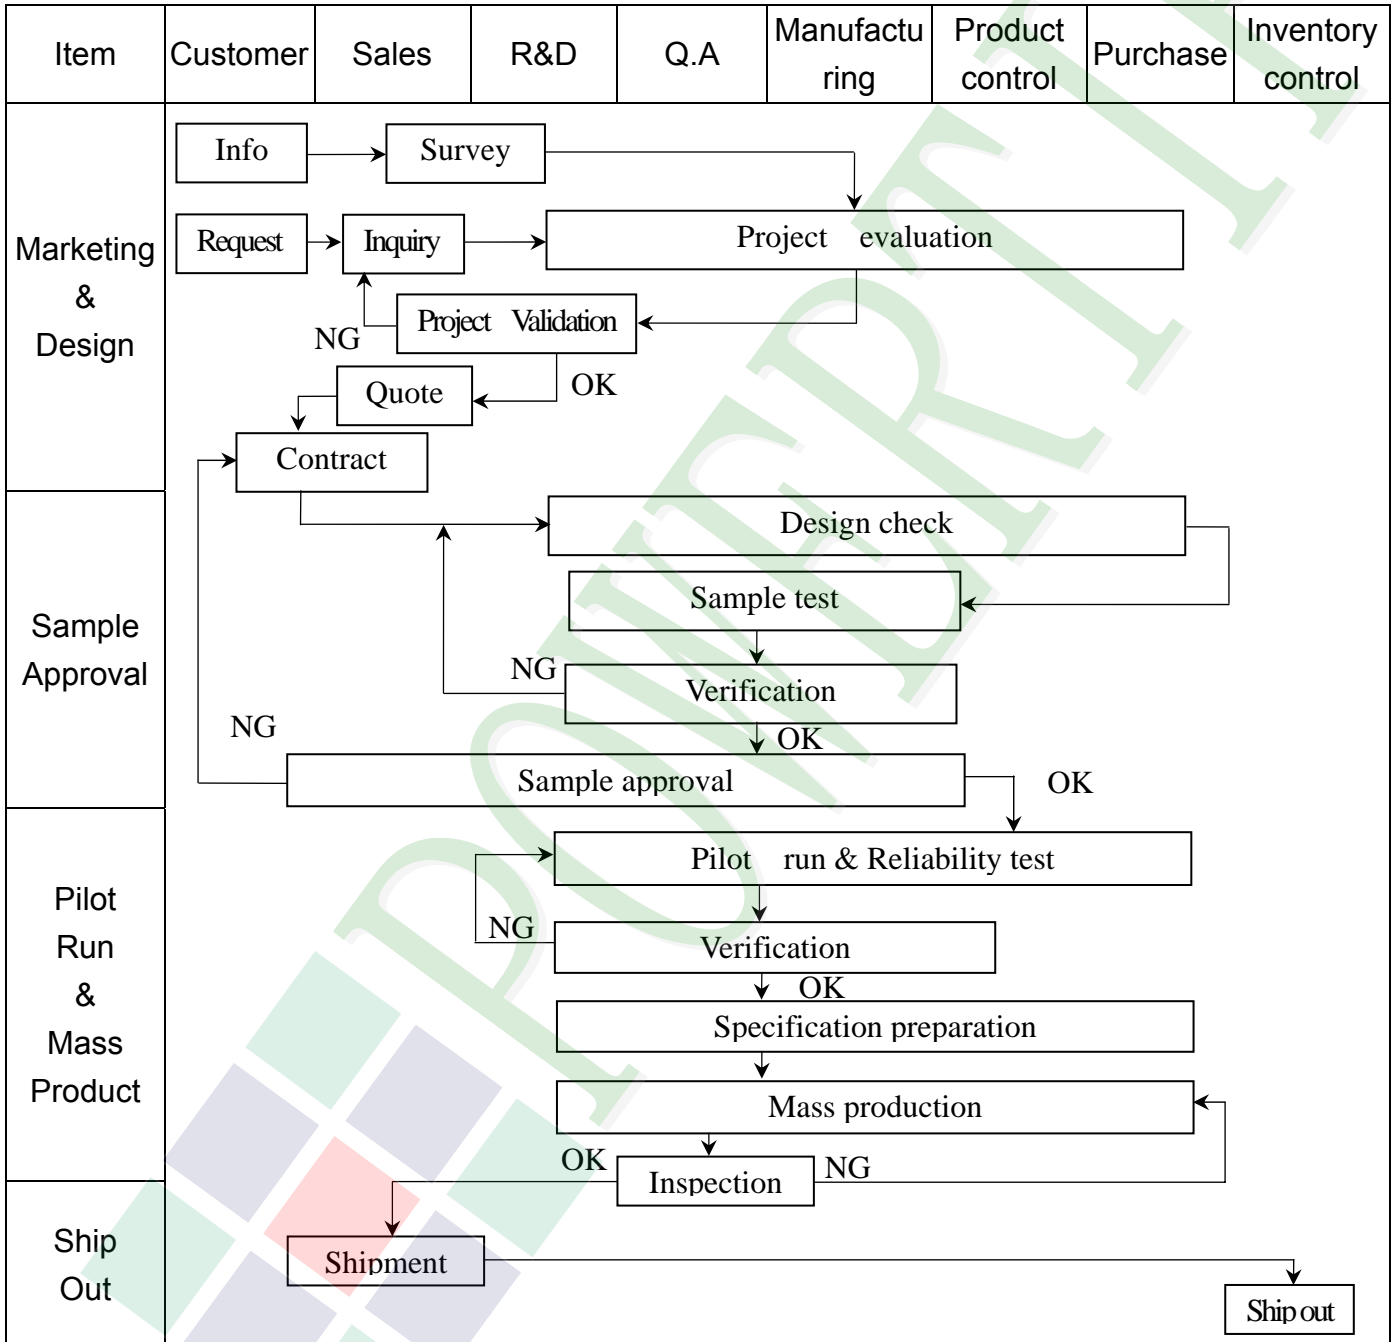 Item
Customer
Sales
R&D
Q.A
Manufactu
ring
Product
control
Purchase
Inventory
control
Marketing
&
Design
Info
Survey
Request
Inquiry
Project evaluation
Project Validation
NG
OK
Quote
Contract
Sample
Approval
Design check
Sample test
NG
Verification
OK
NG
Sample approval
OK
Pilot
Run
&
Mass
Product
Pilot run & Reliability test
NG
Verification
OK
Specification preparation
Mass production
OK
Inspection
NG
Ship
Out
Shipment
Ship out